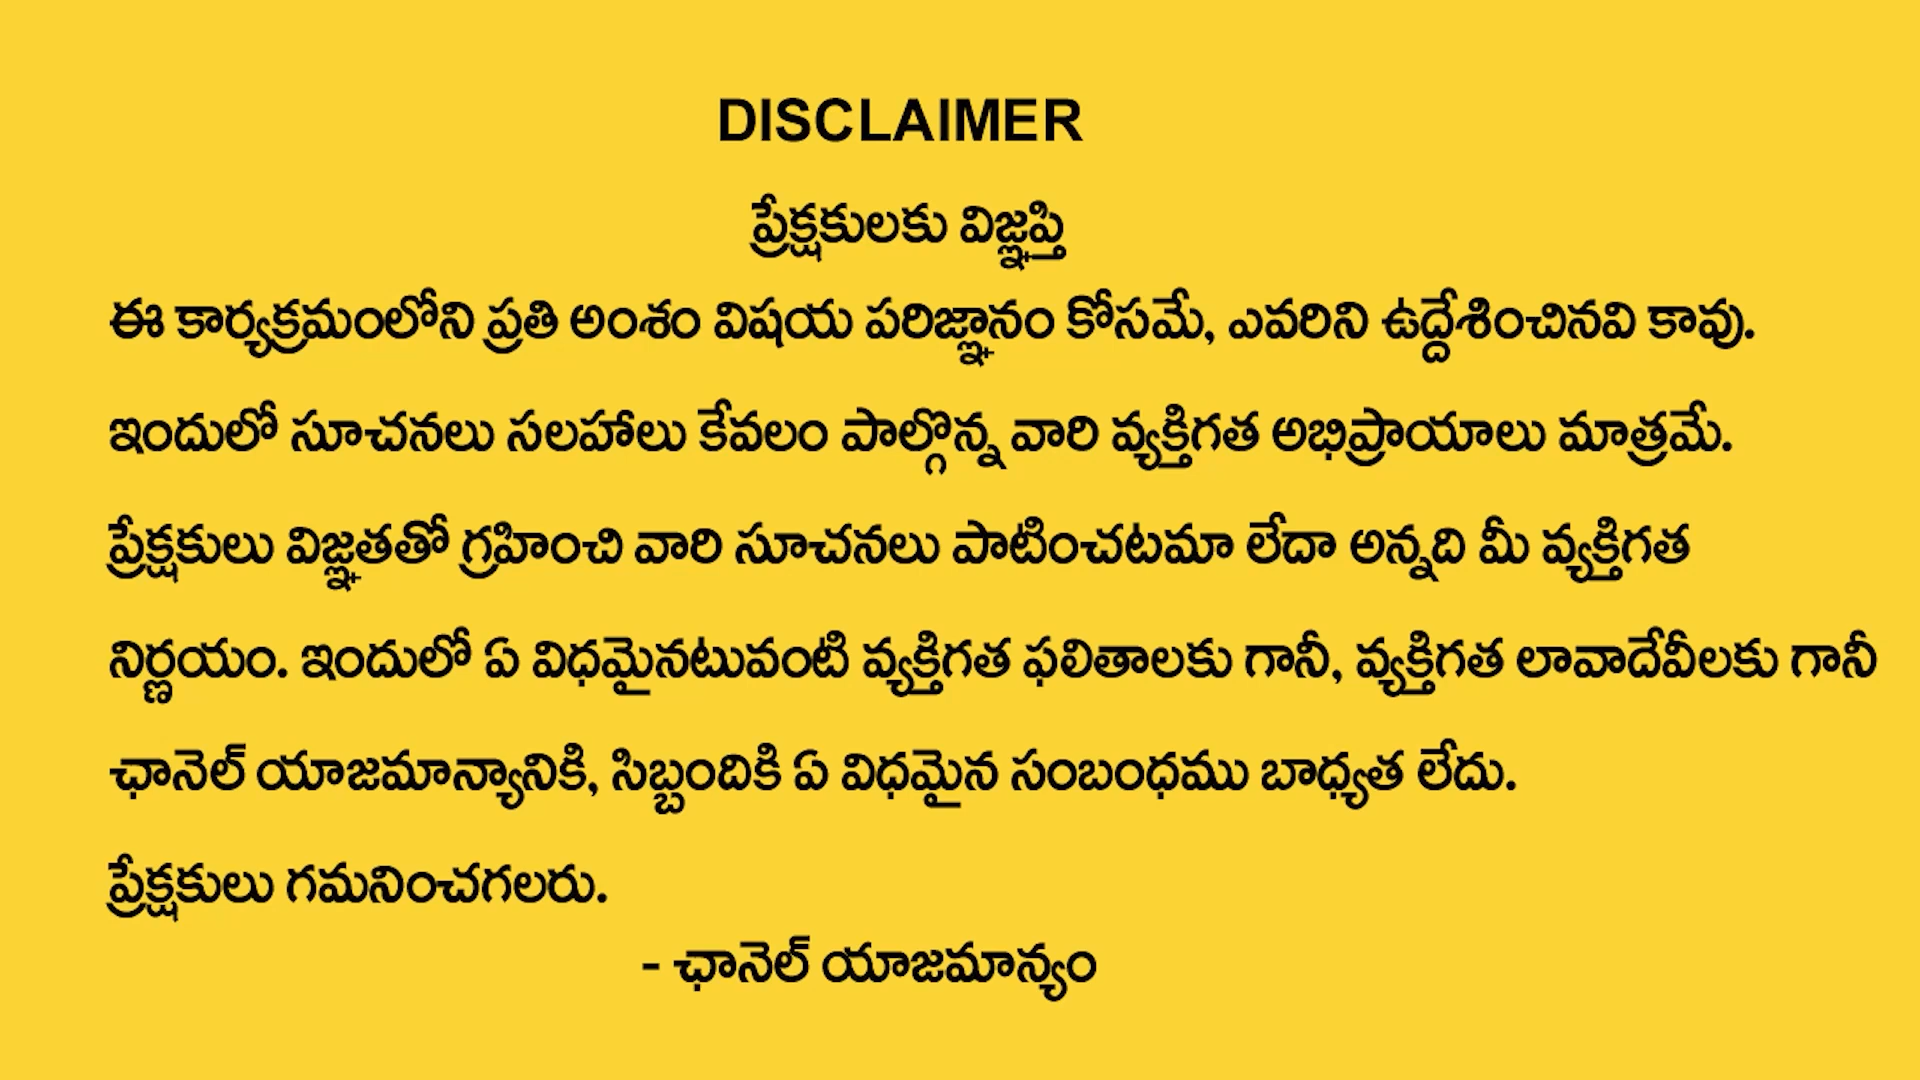 DISCLAIMER
ప్రేక్షకులకు విజ్ఞప్తి
ఈ కార్యక్రమంలోని ప్రతి అంశం విషయ పరిజ్ఞానం కోసమే, ఎవరిని ఉద్దేశించినవి కావు.
ఇందులో సూచనలు సలహాలు కేవలం పాల్గొన్న వారి వ్యక్తిగత అభిప్రాయాలు మాత్రమే.
ప్రేక్షకులు విజ్ఞతతో గ్రహించి వారి సూచనలు పాటించటమా లేదా అన్నది మీ వ్యక్తిగత
నిర్ణయం. ఇందులో ఏ విధమైనటువంటి వ్యక్తిగత ఫలితాలకు గానీ, వ్యక్తిగత లావాదేవీలకు గానీ
ఛానెల్ యాజమాన్యానికి, సిబ్బందికి ఏ విధమైన సంబంధము బాధ్యత లేదు.
ప్రేక్షకులు గమనించగలరు.
- ఛానెల్ యాజమాన్యం